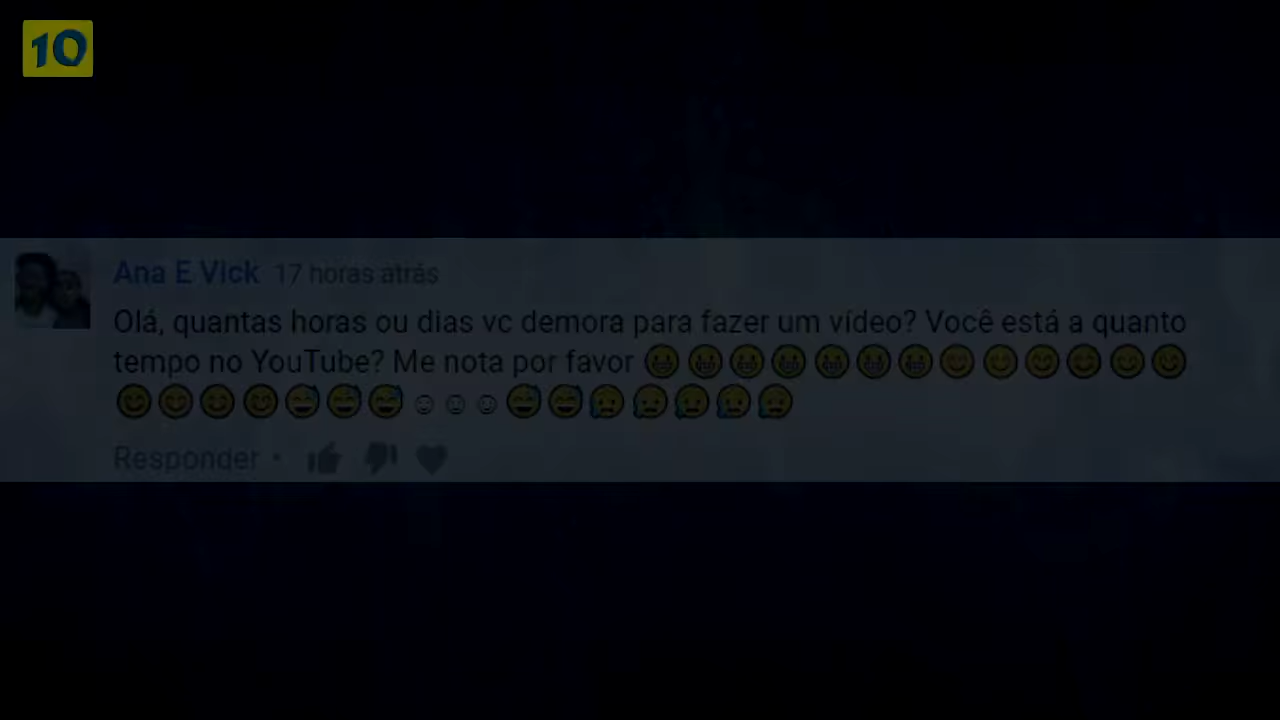 10
Ana E Vick 17 horas atrás
Olá, quantas horas ou dias vc demora para fazer um vídeo? Você está a quanto
tempo no YouTube? Me nota por favor 😀😀😀😀😀😀😀😊😊😊😊😊😊
😊😊😊😊😅😅😅☺☺☺😅😅😥😥😥😥😥
Responder •